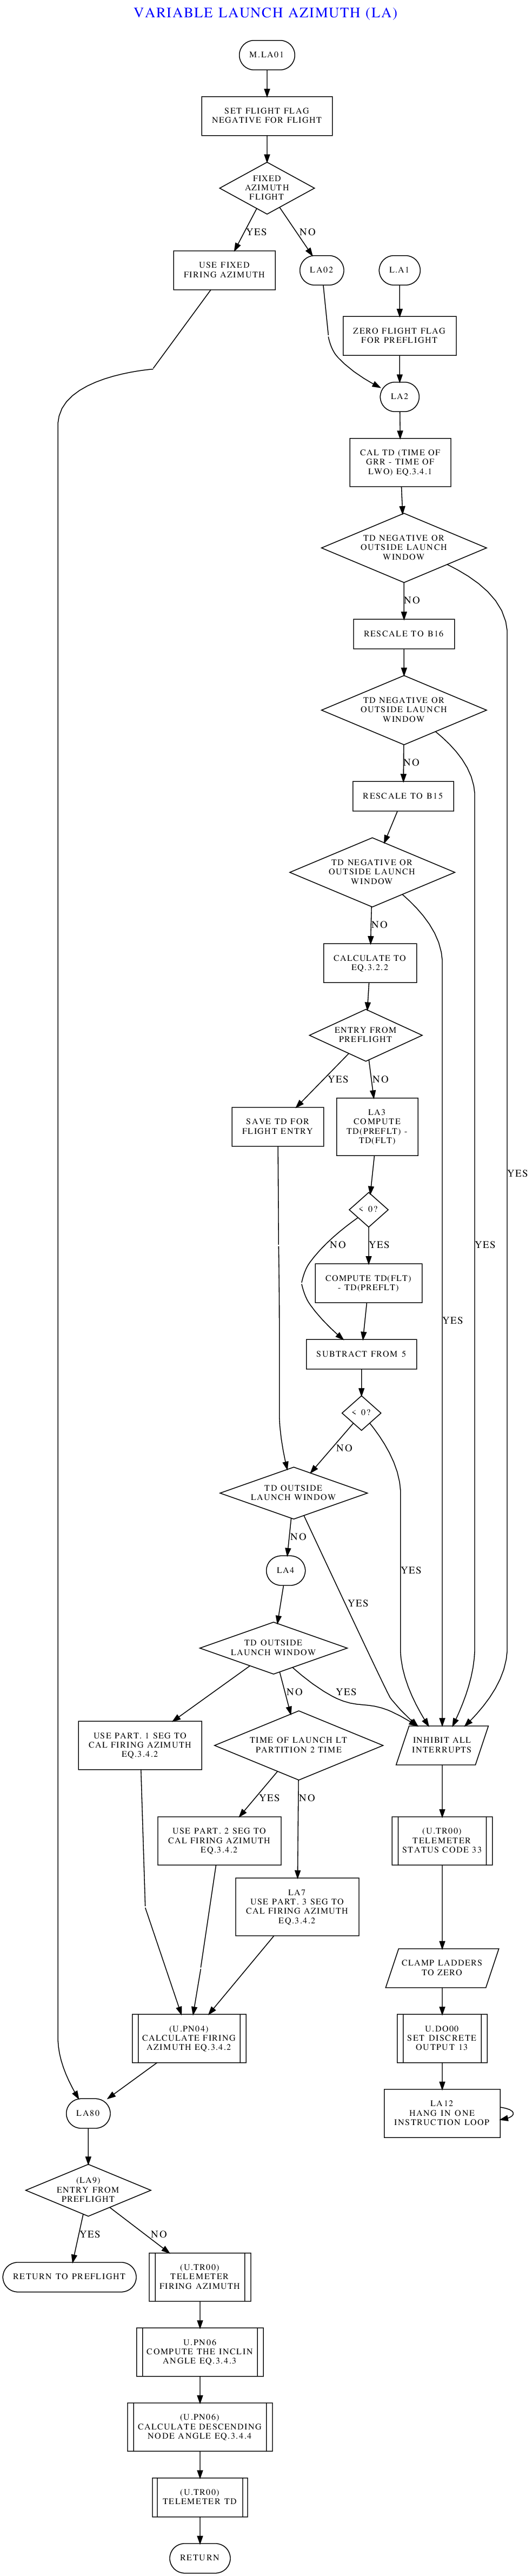 VARIABLE LAUNCH AZIMUTH (LA)
M.LA01
SET FLIGHT FLAG
NEGATIVE FOR FLIGHT
FIXED
AZIMUTH
FLIGHT
YES
NO
USE FIXED
FIRING AZIMUTH
LA02
L.A1
ZERO FLIGHT FLAG
FOR PREFLIGHT
LA2
CAL TD (TIME OF
GRR - TIME OF
LWO) EQ.3.4.1
TD NEGATIVE OR
OUTSIDE LAUNCH
WINDOW
NO
RESCALE TO B16
TD NEGATIVE OR
OUTSIDE LAUNCH
WINDOW
NO
RESCALE TO B15
TD NEGATIVE OR
OUTSIDE LAUNCH
WINDOW
NO
CALCULATE TO
EQ.3.2.2
ENTRY FROM
PREFLIGHT
YES
NO
SAVE TD FOR
FLIGHT ENTRY
LA3
COMPUTE
TD(PREFLT) -
TD(FLT)
YES
< 0?
NO
YES
YES
COMPUTE TD(FLT)
- TD(PREFLT)
YES
SUBTRACT FROM 5
< 0?
NO
TD OUTSIDE
LAUNCH WINDOW
NO
LA4
YES
YES
TD OUTSIDE
LAUNCH WINDOW
NO
YES
USE PART. 1 SEG TO
CAL FIRING AZIMUTH
EQ.3.4.2
TIME OF LAUNCH LT
PARTITION 2 TIME
INHIBIT ALL
INTERRUPTS
YES
NO
USE PART. 2 SEG TO
CAL FIRING AZIMUTH
EQ.3.4.2
(U.TR00)
TELEMETER
STATUS CODE 33
LA7
USE PART. 3 SEG TO
CAL FIRING AZIMUTH
EQ.3.4.2
CLAMP LADDERS
TO ZERO
(U.PN04)
CALCULATE FIRING
AZIMUTH EQ.3.4.2
U.DO00
SET DISCRETE
OUTPUT 13
LA80
LA12
HANG IN ONE
INSTRUCTION LOOP
(LA9)
ENTRY FROM
PREFLIGHT
YES
NO
RETURN TO PREFLIGHT
(U.TR00)
TELEMETER
FIRING AZIMUTH
U.PN06
COMPUTE THE INCLIN
ANGLE EQ.3.4.3
(U.PN06)
CALCULATE DESCENDING
NODE ANGLE EQ.3.4.4
(U.TR00)
TELEMETER TD
RETURN